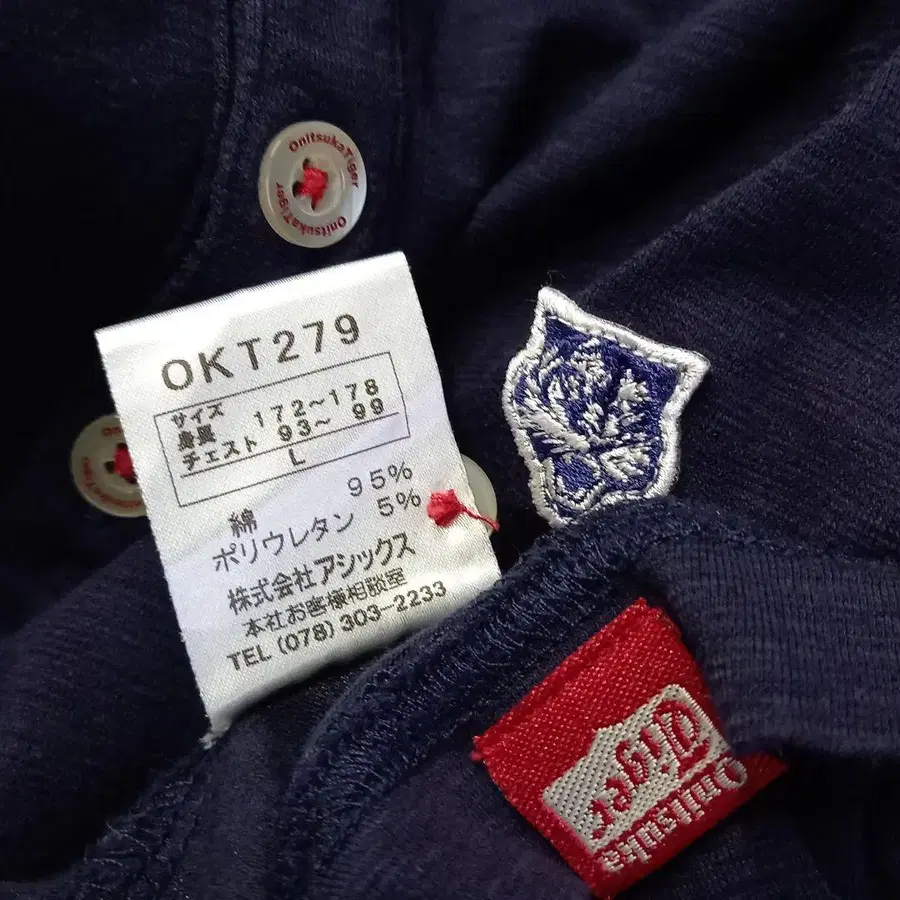 OnitsukaTiger
OnitsukaTiger
OKT279
サイズ
身長 172～178
チェスト 93～ 99
L
綿 95%
ポリウレタン 5%
株式会社アシックス
本社お客様相談室
TEL (078) 303-2233
Onitsuka
Tiger